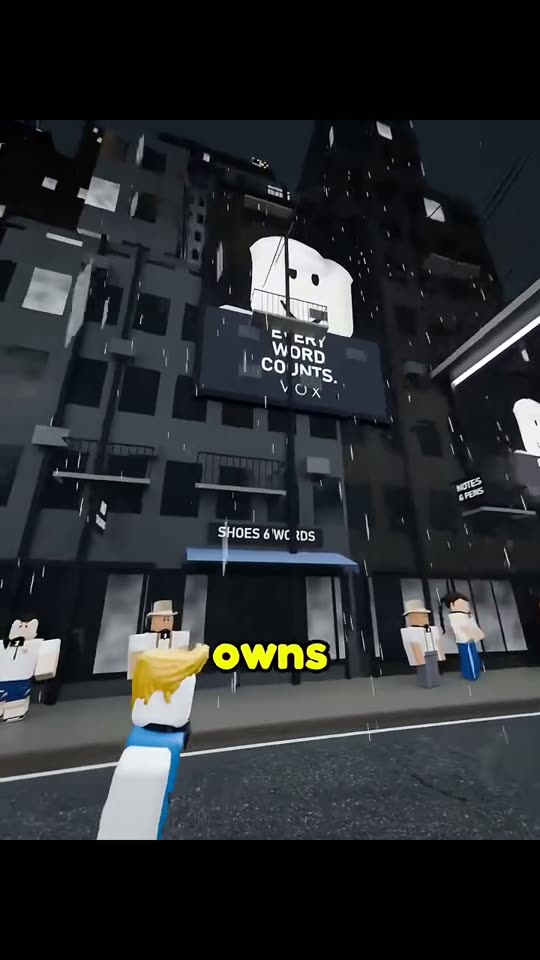 EVERY
WORD
COUNTS.
VOX
NOTES
& PENS
SHOES 6 WORDS
owns